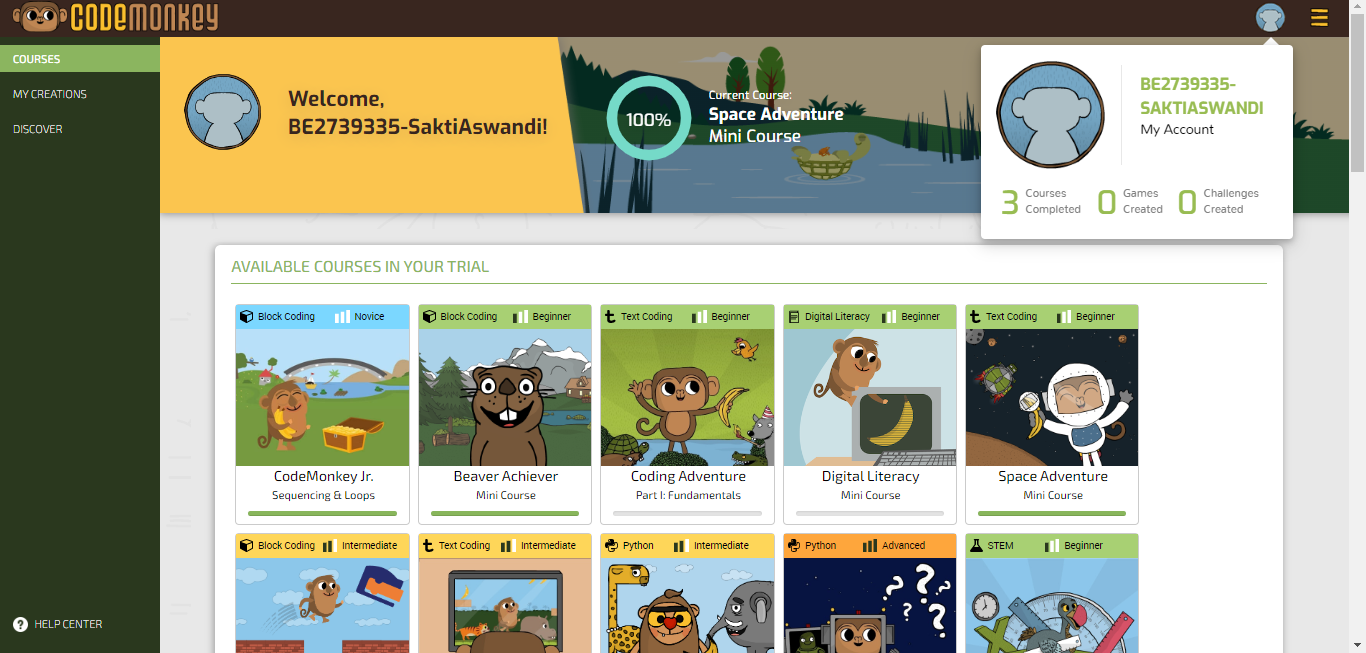 CODEMONKEY
COURSES
MY CREATIONS
DISCOVER
HELP CENTER
Welcome,
BE2739335-SaktiAswandi!
100%
Current Course:
Space Adventure
Mini Course
BE2739335-
SAKTIASWANDI
My Account
3 Courses Completed
0 Games Created
0 Challenges Created
AVAILABLE COURSES IN YOUR TRIAL
Block Coding Novice
CodeMonkey Jr.
Sequencing & Loops
Block Coding Beginner
Beaver Achiever
Mini Course
Text Coding Beginner
Coding Adventure
Part I: Fundamentals
Digital Literacy Beginner
Digital Literacy
Mini Course
Text Coding Beginner
Space Adventure
Mini Course
Block Coding Intermediate
Text Coding Intermediate
Python Intermediate
Python Advanced
? ? ? ?
STEM Beginner